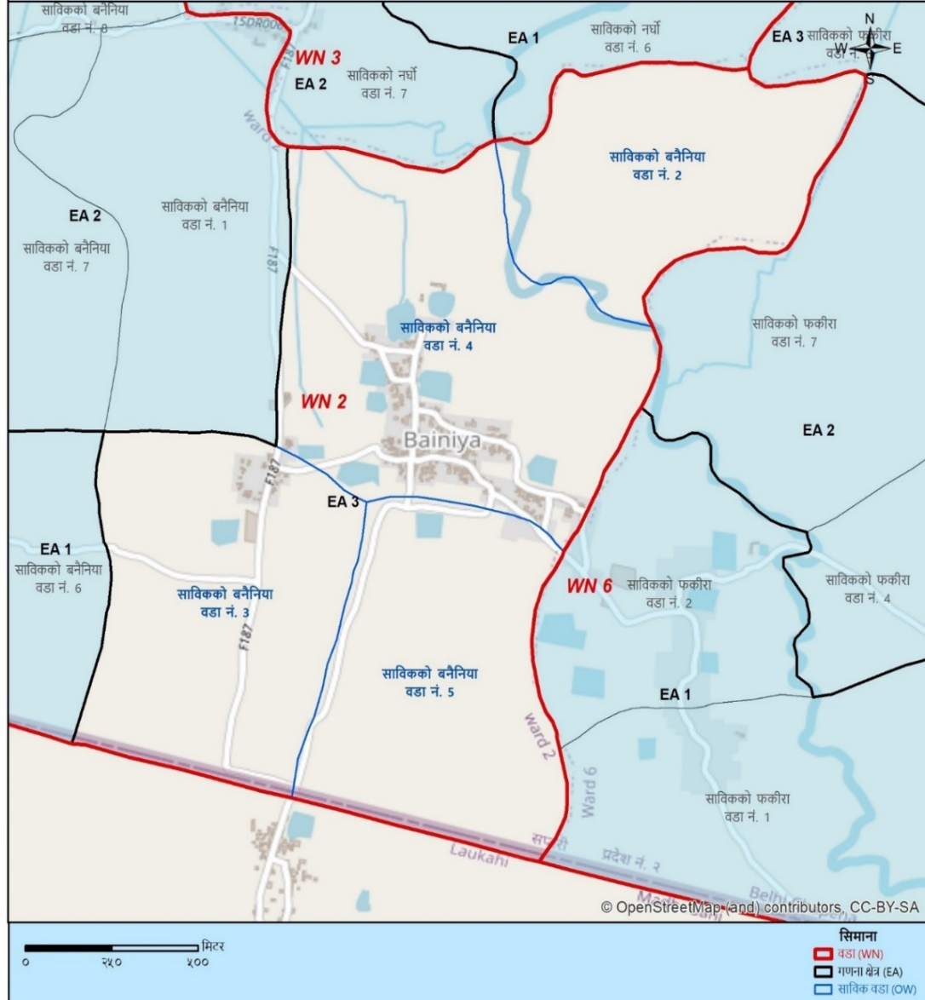 साविकको बनैनिया
वडा नं. 8
15DR006
F187
WN 3
EA 2
साविकको नर्घो
वडा नं. 7
EA 1
साविकको नर्घो
वडा नं. 6
EA 3
साविकको फकीरा
वडा नं.
N
W
E
S
Ward 2
साविकको बनैनिया
वडा नं. 2
EA 2
साविकको बनैनिया
वडा नं. 1
साविकको बनैनिया
वडा नं. 7
F187
साविकको बनैनिया
वडा नं. 4
साविकको फकीरा
वडा नं. 7
WN 2
Bainiya
EA 2
F187
EA 3
EA 1
साविकको बनैनिया
वडा नं. 6
साविकको बनैनिया
वडा नं. 3
WN 6
साविकको फकीरा
वडा नं. 2
साविकको फकीरा
वडा नं. 4
F187
साविकको बनैनिया
वडा नं. 5
EA 1
ward 2
Ward 6
साविकको फकीरा
वडा नं. 1
सप्तरी
प्रदेश नं. २
Laukahi
© OpenStreetMap (and) contributors, CC-BY-SA
मिटर
० २५० ५००
सिमाना
वडा (WN)
गणना क्षेत्र (EA)
साविक वडा (OW)